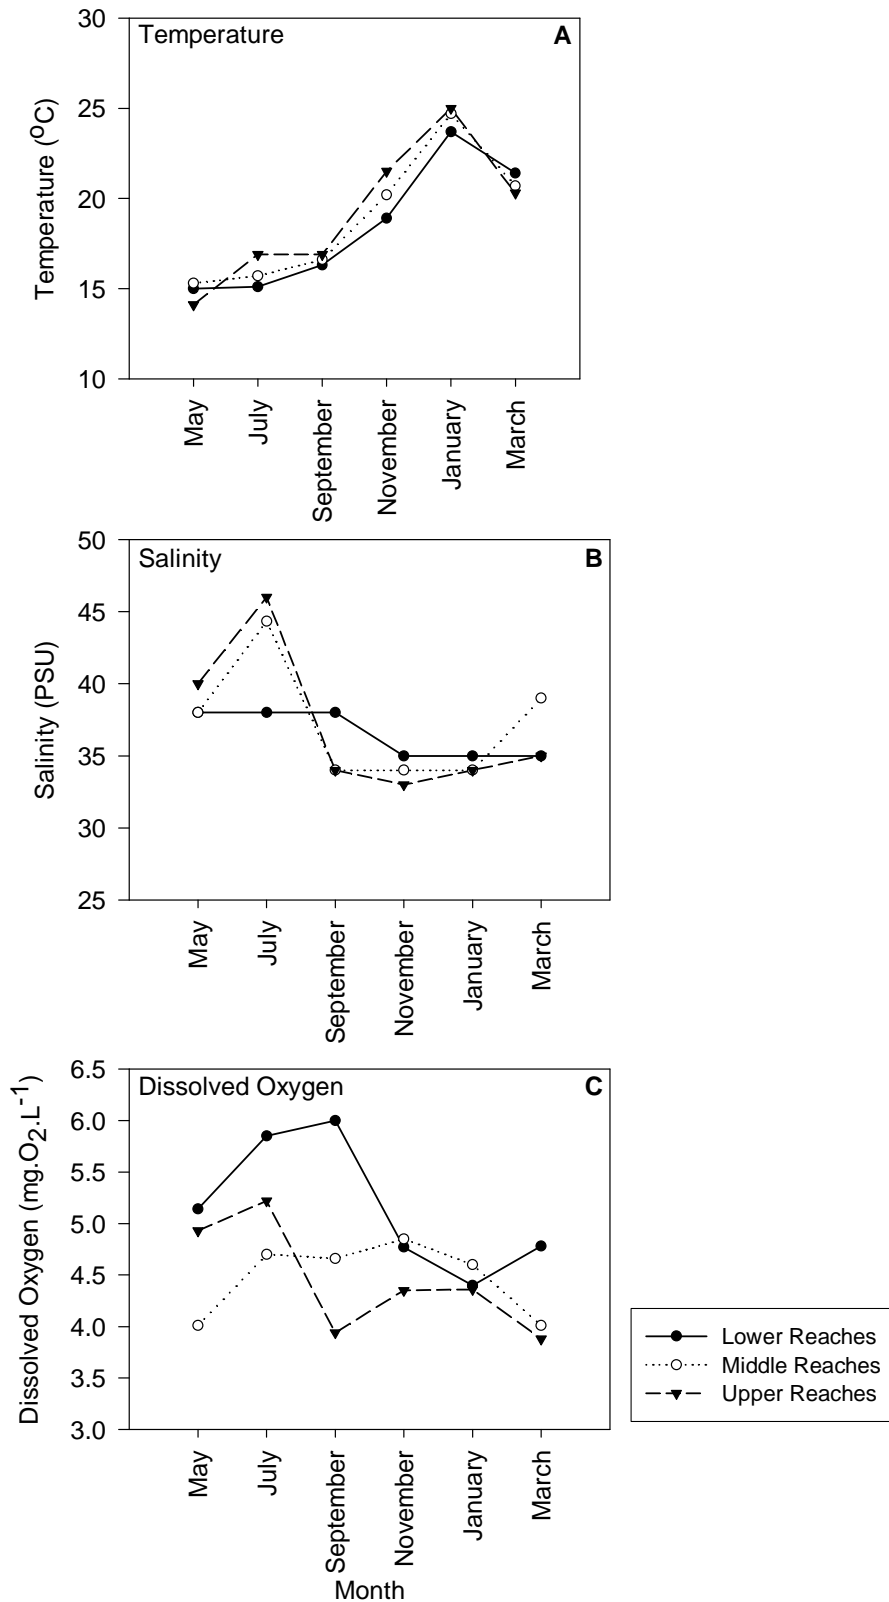 Temperature
A
Temperature (ºC)
30
25
20
15
10
May
July
September
November
January
March
Salinity
B
Salinity (PSU)
50
45
40
35
30
25
May
July
September
November
January
March
Dissolved Oxygen
C
Dissolved Oxygen (mg.O₂.L⁻¹)
6.5
6.0
5.5
5.0
4.5
4.0
3.5
3.0
May
July
September
November
January
March
Month
Lower Reaches
Middle Reaches
Upper Reaches